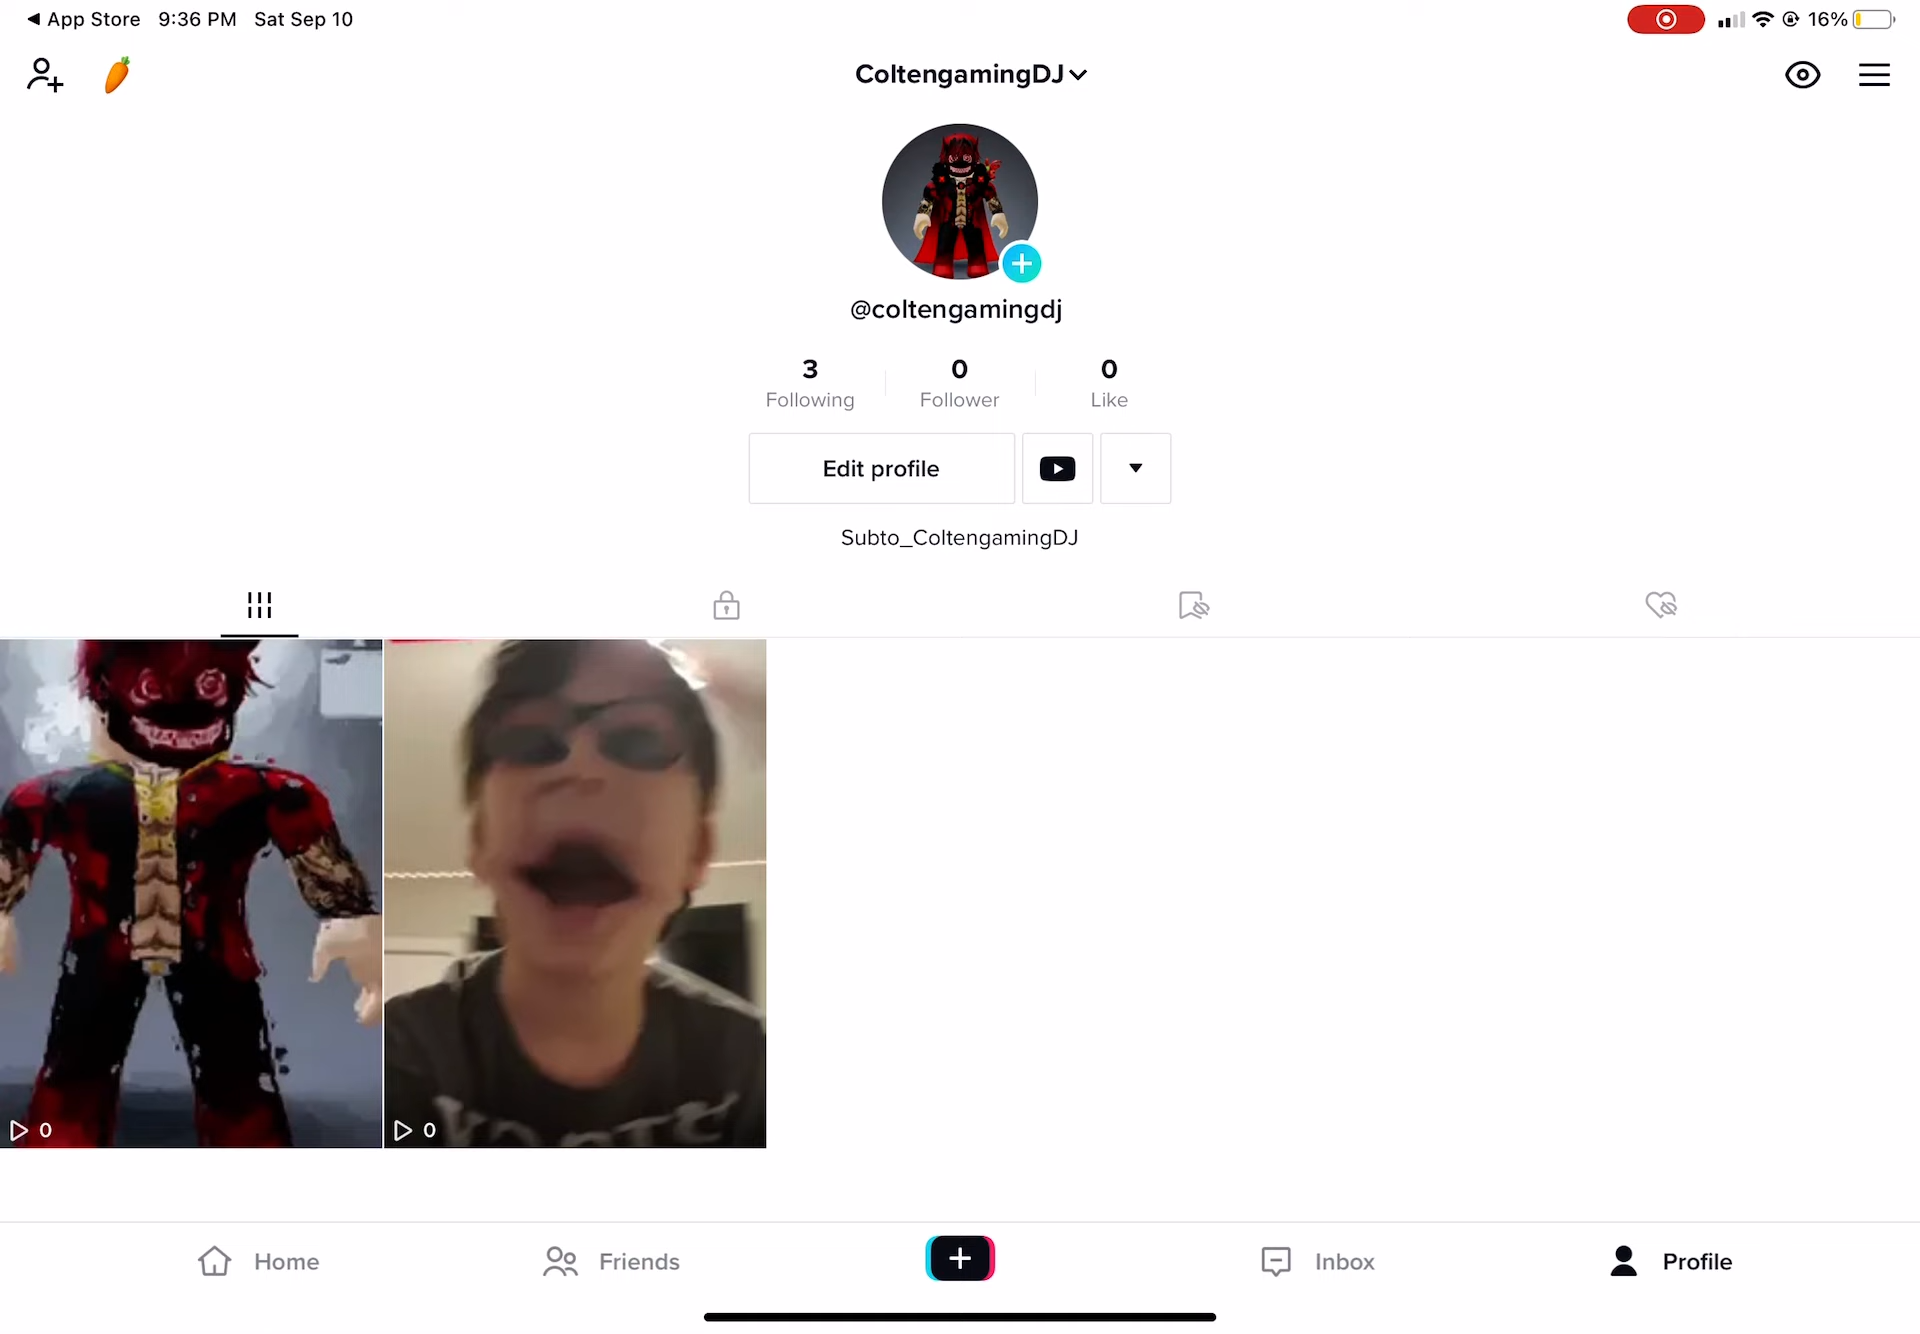 App Store 9:36 PM Sat Sep 10 16%
ColtengamingDJ
@coltengamingdj
3 0 0
Following Follower Like
Edit profile
Subto_ColtengamingDJ
0 0
Home Friends Inbox Profile